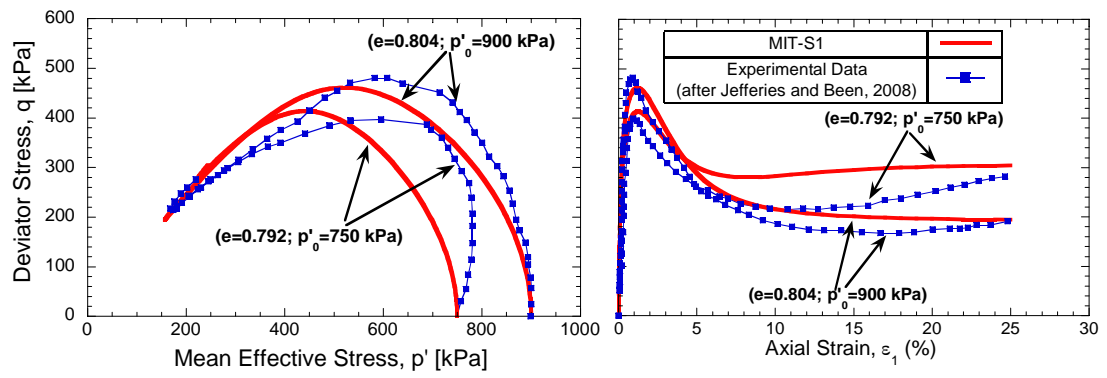 Deviator Stress, q [kPa]
600
500
400
300
200
100
0
(e=0.804; p'0=900 kPa)
(e=0.792; p'0=750 kPa)
0
200
400
600
800
1000
Mean Effective Stress, p' [kPa]
MIT-S1
Experimental Data
(after Jefferies and Been, 2008)
(e=0.792; p'0=750 kPa)
(e=0.804; p'0=900 kPa)
0
5
10
15
20
25
30
Axial Strain, ε1 (%)